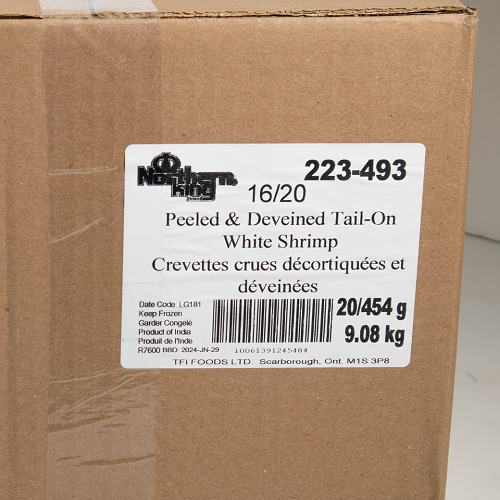 Northern King
223-493
16/20
Peeled & Deveined Tail-On
White Shrimp
Crevettes crues décortiquées et
déveinées
Date Code: LG181
Keep Frozen
Garder Congelé
Product of India
Produit de l'Inde
R7600 BBD: 2024-JN-29
10061391245484
20/454 g
9.08 kg
TFI FOODS LTD. Scarborough, Ont. M1S 3P8